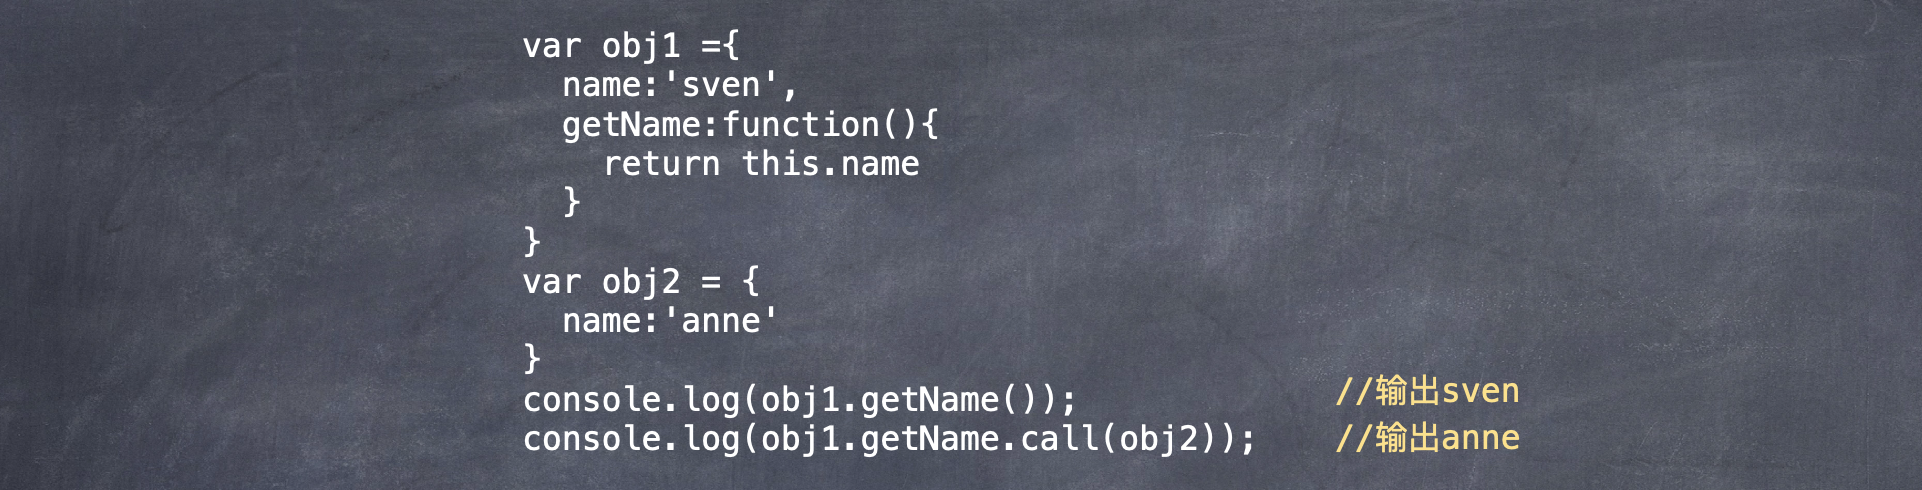 var obj1 ={
  name:'sven',
  getName:function(){
    return this.name
  }
}
var obj2 = {
  name:'anne'
}
console.log(obj1.getName());    //输出sven
console.log(obj1.getName.call(obj2));    //输出anne